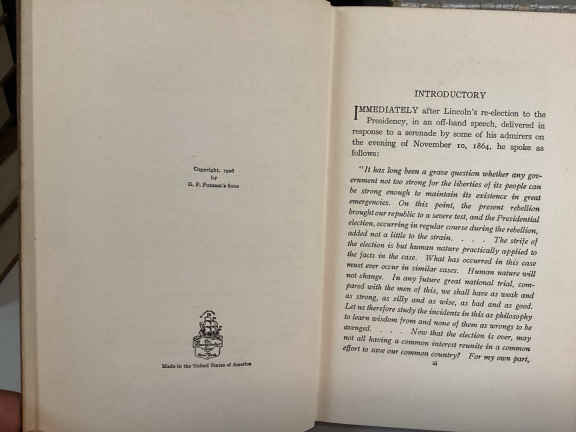 Copyright, 1906
by
G. P. Putnam's Sons
Made in the United States of America
INTRODUCTORY
IMMEDIATELY after Lincoln's re-election to the
Presidency, in an off-hand speech, delivered in
response to a serenade by some of his admirers on
the evening of November 10, 1864, he spoke as
follows:
"It has long been a grave question whether any gov-
ernment not too strong for the liberties of its people can
be strong enough to maintain its existence in great
emergencies. On this point, the present rebellion
brought our republic to a severe test, and the Presidential
election, occurring in regular course during the rebellion,
added not a little to the strain. . . . The strife of
the election is but human nature practically applied to
the facts in the case. What has occurred in this case
must ever occur in similar cases. Human nature will
not change. In any future great national trial, com-
pared with the men of this, we shall have as weak and
as strong, as silly and as wise, as bad and as good.
Let us therefore study the incidents in this as philosophy
to learn wisdom from and none of them as wrongs to be
avenged. . . . . Now that the election is over, may
not all having a common interest reunite in a common
effort to save our common country? For my own part,
iii